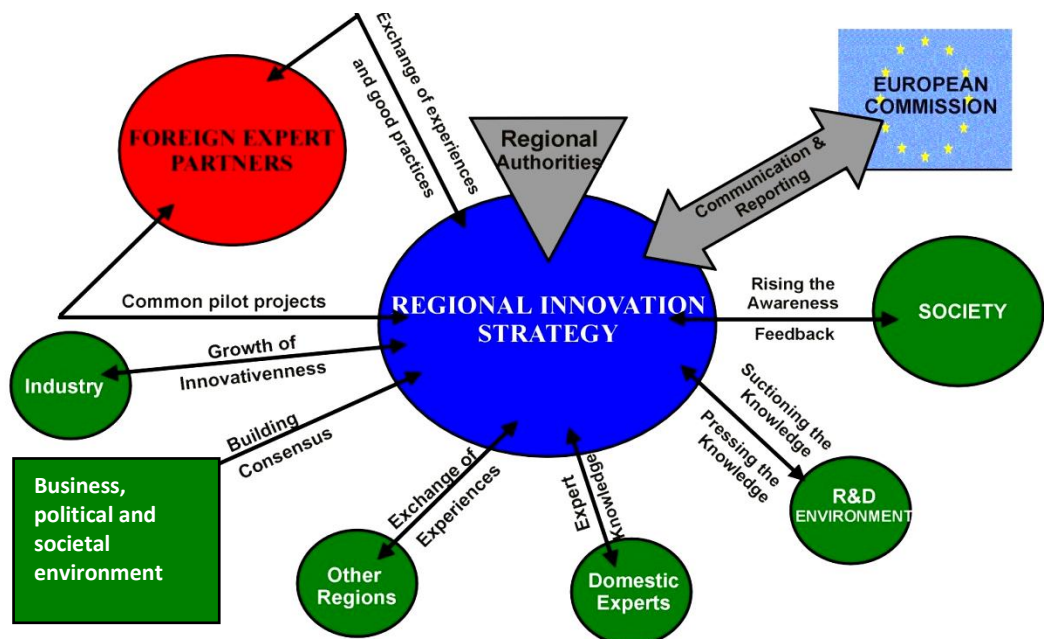 Exchange of experiences
and good practices
FOREIGN EXPERT
PARTNERS
Regional
Authorities
EUROPEAN
COMMISSION
Communication &
Reporting
Common pilot projects
REGIONAL INNOVATION
STRATEGY
Rising the
Awareness
Feedback
SOCIETY
Growth of
Innovativenness
Industry
Building
Consensus
Business,
political and
societal
environment
Exchange of
Experiences
Other
Regions
Expert
Knowledge
Domestic
Experts
Suctioning the
Knowledge
Pressing the
Knowledge
R&D
ENVIRONMENT